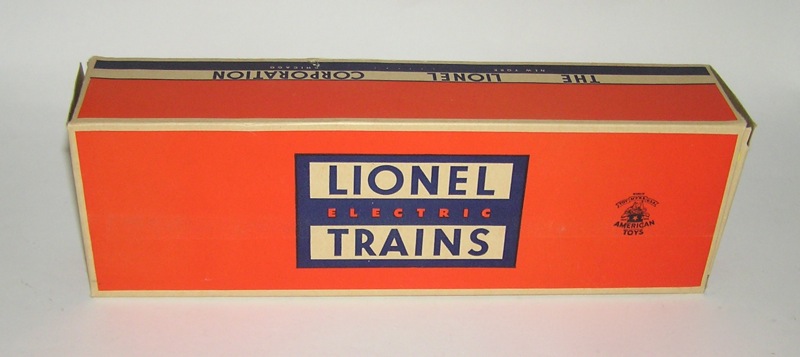 THE LIONEL CORPORATION
NEW YORK CHICAGO
LIONEL
ELECTRIC
TRAINS
AMERICAN
TOYS